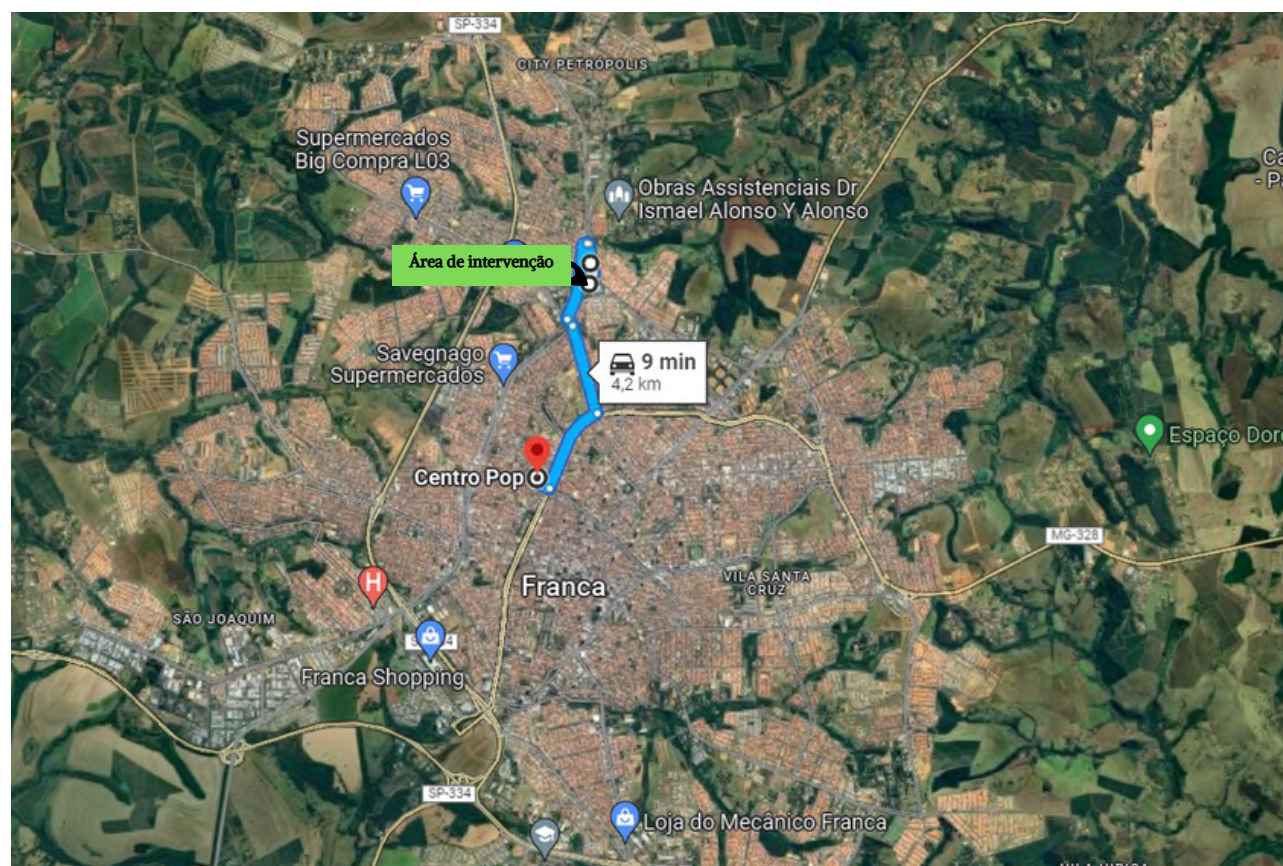 SP-334
CITY PETRÓPOLIS
Supermercados
Big Compra L03
Obras Assistenciais Dr
Ismael Alonso Y Alonso
Área de intervenção
Savegnago
Supermercados
9 min
4,2 km
Espaço Dor
Centro Pop
MG-328
Franca
VILA SANTA
CRUZ
H
SÃO JOAQUIM
Franca Shopping
SP-334
Loja do Mecânico Franca